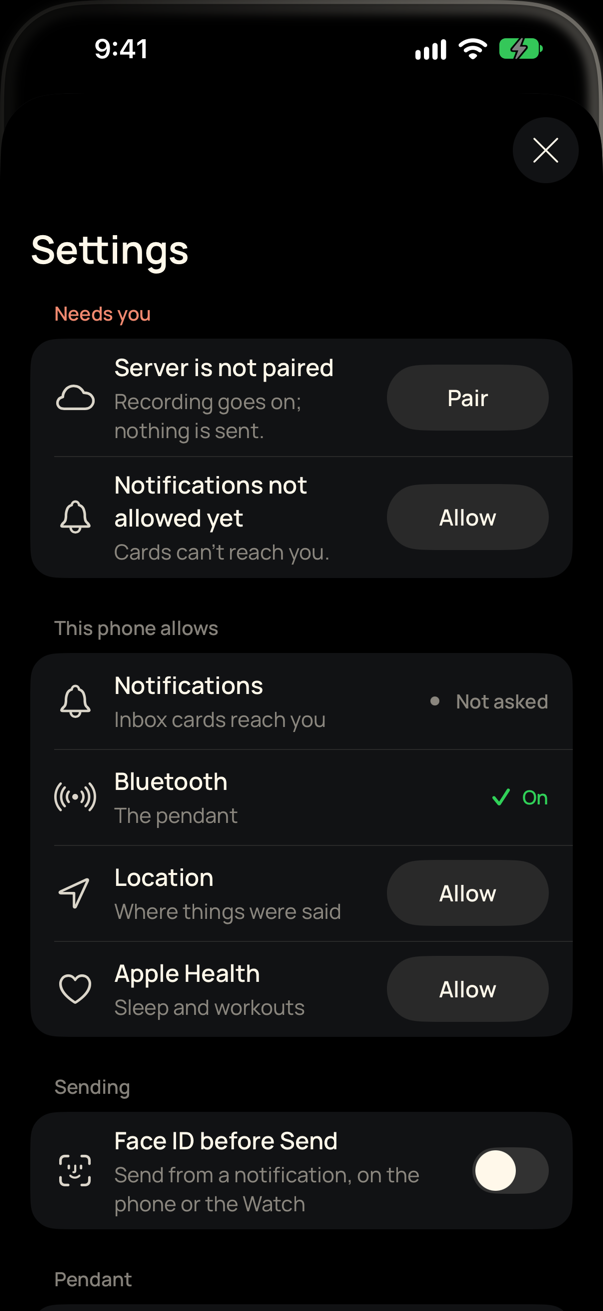 9:41
Settings
Needs you
Server is not paired
Recording goes on;
nothing is sent.
Pair
Notifications not
allowed yet
Cards can't reach you.
Allow
This phone allows
Notifications
Inbox cards reach you
Not asked
Bluetooth
The pendant
On
Location
Where things were said
Allow
Apple Health
Sleep and workouts
Allow
Sending
Face ID before Send
Send from a notification, on the
phone or the Watch
Pendant